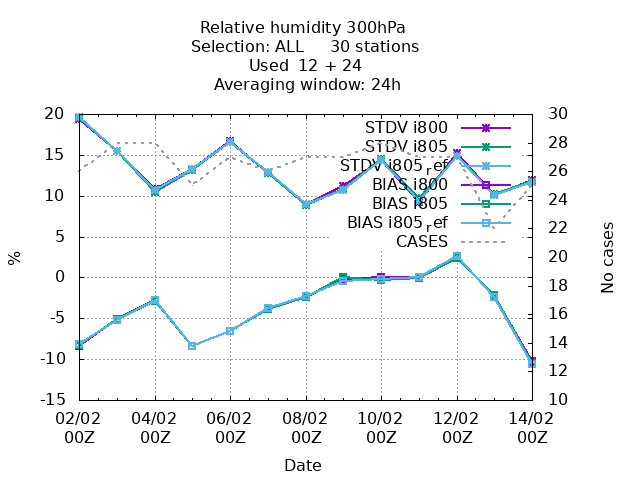 Relative humidity 300hPa
Selection: ALL 30 stations
Used 12 + 24
Averaging window: 24h
20
15
10
5
0
-5
-10
-15
%
30
28
26
24
22
20
18
16
14
12
10
No cases
STDV i800
STDV i805
STDV i805ref
BIAS i800
BIAS i805
BIAS i805ref
CASES
02/02 04/02 06/02 08/02 10/02 12/02 14/02
00Z 00Z 00Z 00Z 00Z 00Z 00Z
Date